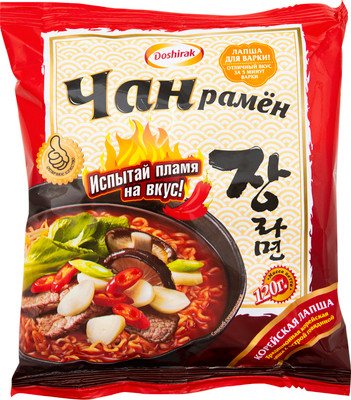 Doshirak
ЛАПША
ДЛЯ ВАРКИ!
ОТЛИЧНЫЙ ВКУС
ЗА 5 МИНУТ
ВАРКИ
Чан рамён
Испытай пламя
на вкус!
장
라면
120г
КОРЕЙСКАЯ ЛАПША